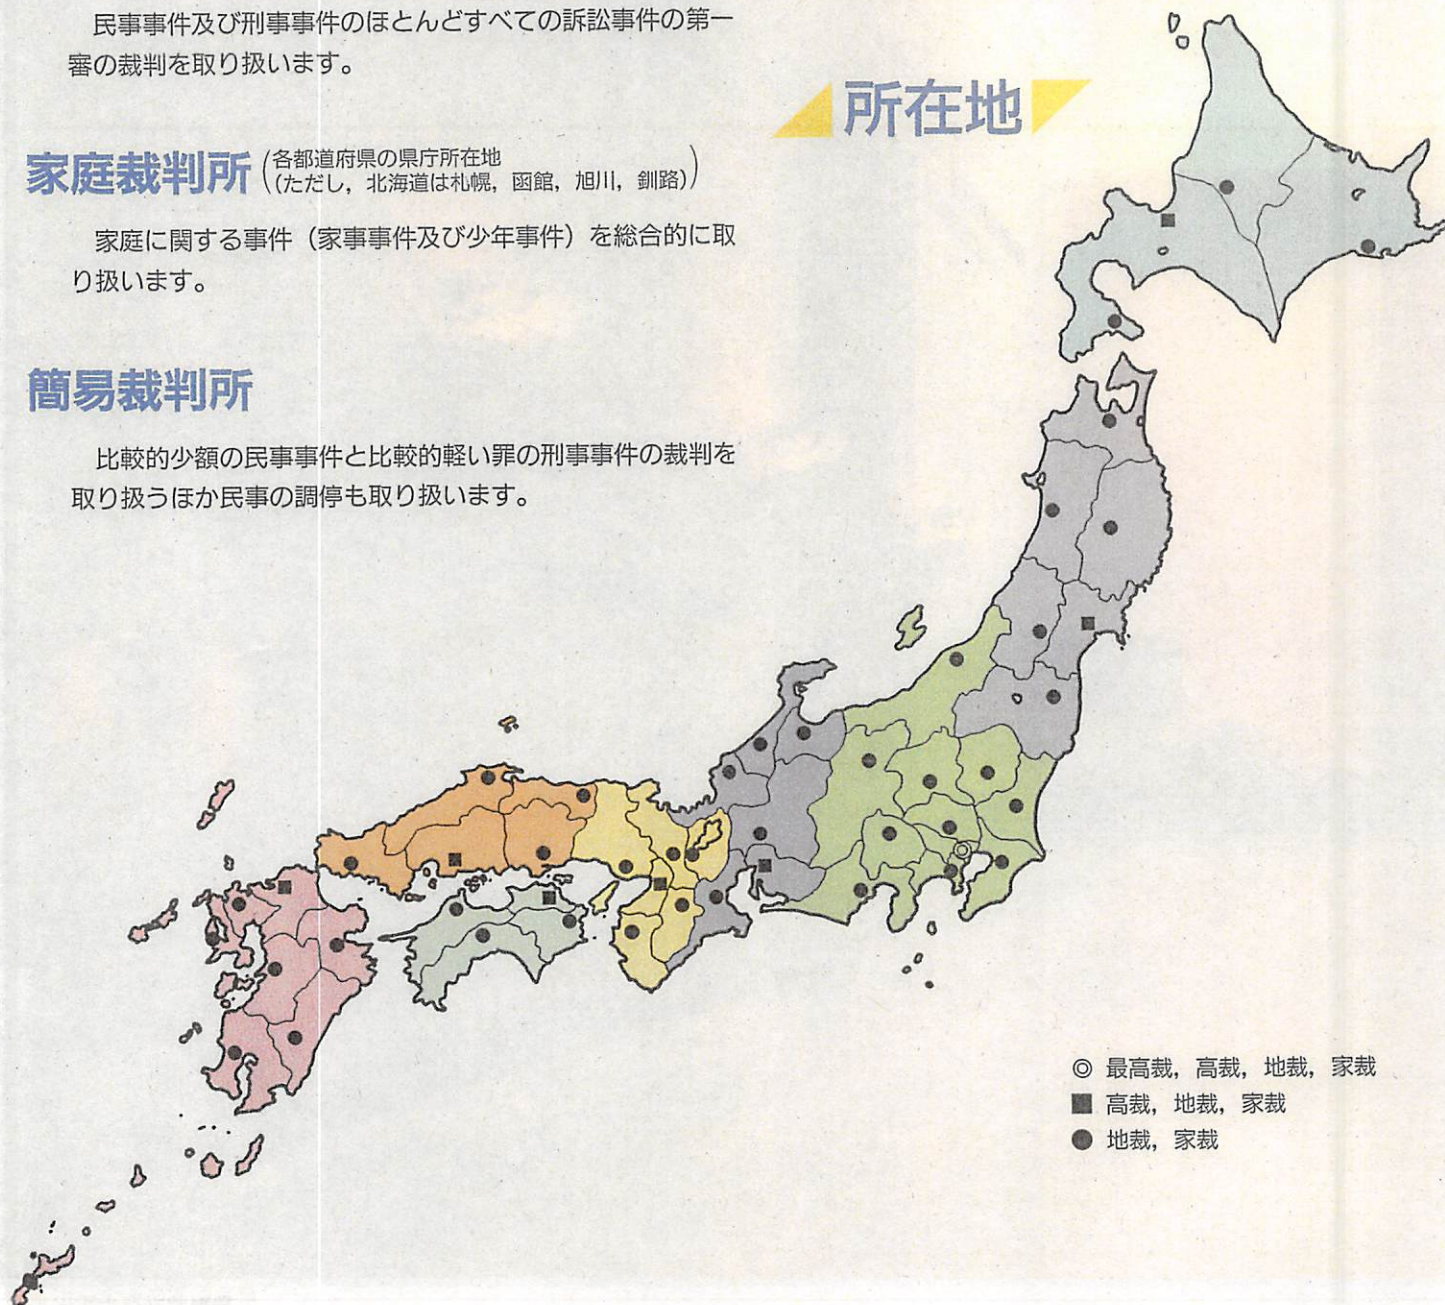 民事事件及び刑事事件のほとんどすべての訴訟事件の第一
審の裁判を取り扱います。
所在地
家庭裁判所(各都道府県の県庁所在地
(ただし，北海道は札幌，函館，旭川，釧路))
家庭に関する事件（家事事件及び少年事件）を総合的に取
り扱います。
簡易裁判所
比較的少額の民事事件と比較的軽い罪の刑事事件の裁判を
取り扱うほか民事の調停も取り扱います。
◎ 最高裁，高裁，地裁，家裁
■ 高裁，地裁，家裁
● 地裁，家裁